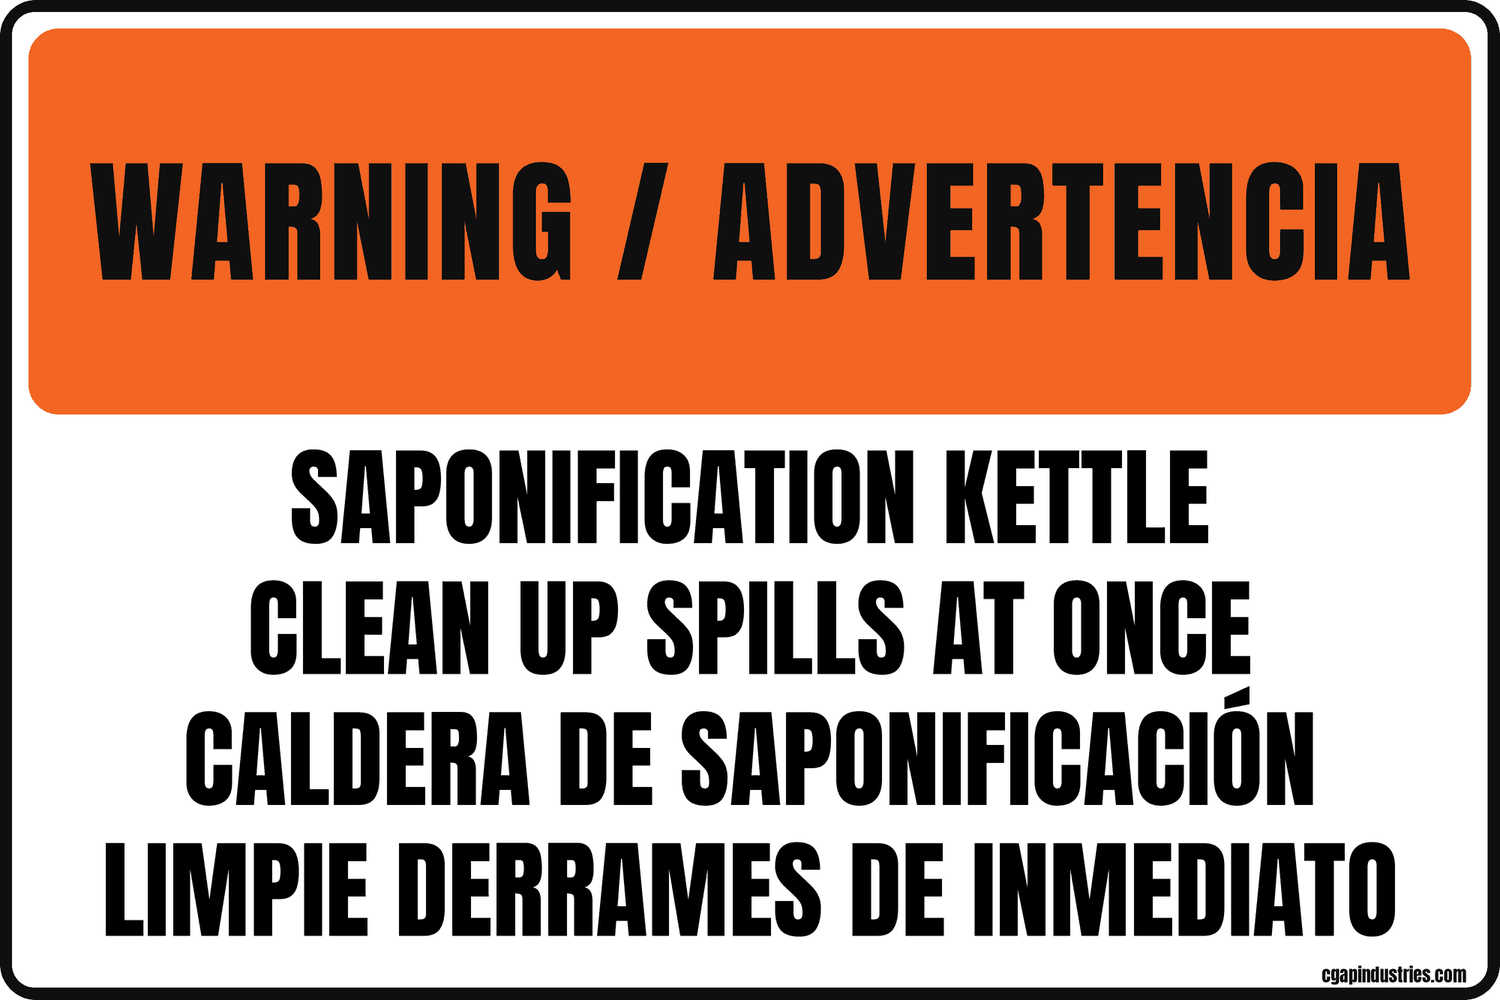 WARNING / ADVERTENCIA
SAPONIFICATION KETTLE
CLEAN UP SPILLS AT ONCE
CALDERA DE SAPONIFICACIÓN
LIMPIE DERRAMES DE INMEDIATO
cgapindustries.com